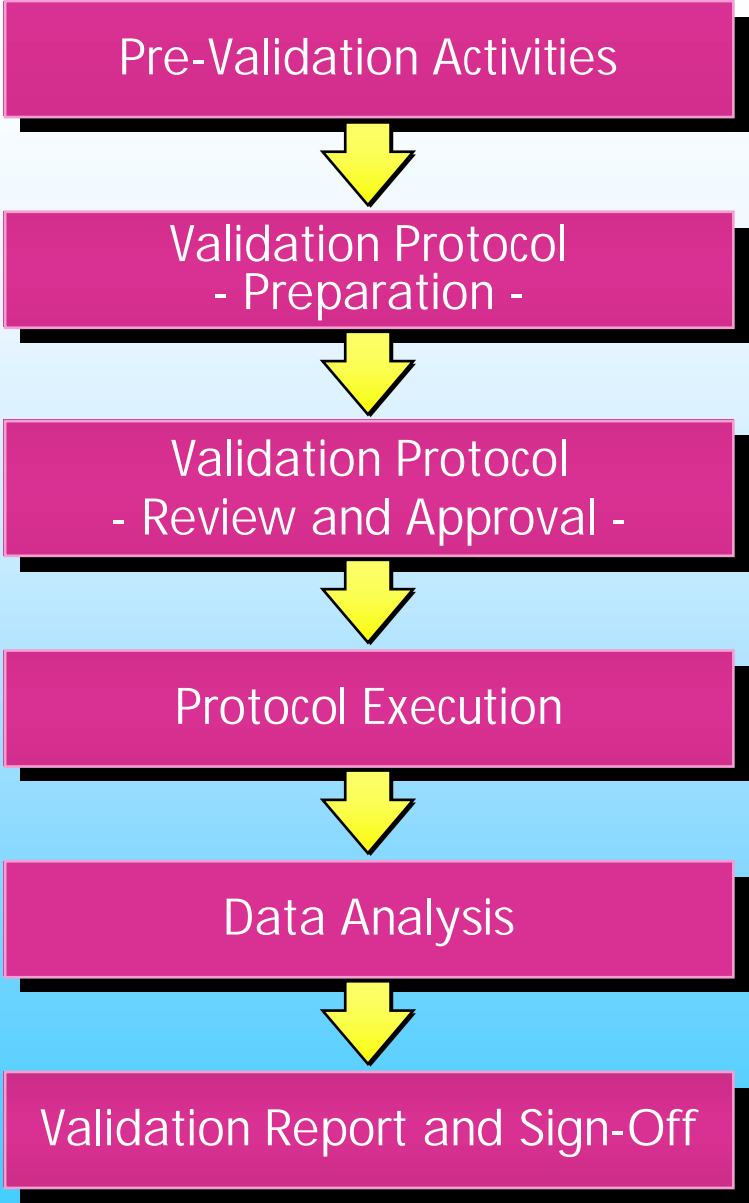 Pre-Validation Activities
Validation Protocol
- Preparation -
Validation Protocol
- Review and Approval -
Protocol Execution
Data Analysis
Validation Report and Sign-Off